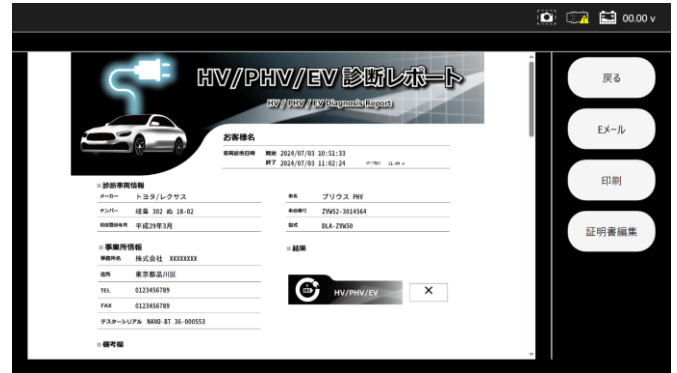 00.00 v
HV/PHV/EV 診断レポート
HV / PHV / EV Diagnosis Report
お客様名
車両診断日時 開始 2024/07/03 10:51:33
終了 2024/07/03 11:02:24 終了電圧 11.44 v
診断車両情報
メーカー トヨタ/レクサス
車名 プリウス PHV
ナンバー 岐阜 302 ぬ 18-02
車台番号 ZVW52-3014564
初度登録年月 平成29年3月
型式 DLA-ZVW50
事業所情報
結果
事業所名 株式会社 XXXXXXXX
住所 東京都品川区
TEL 0123456789
HV/PHV/EV ×
FAX 0123456789
テスターシリアル NANO-BT 36-000553
備考欄
戻る
Eメール
印刷
証明書編集